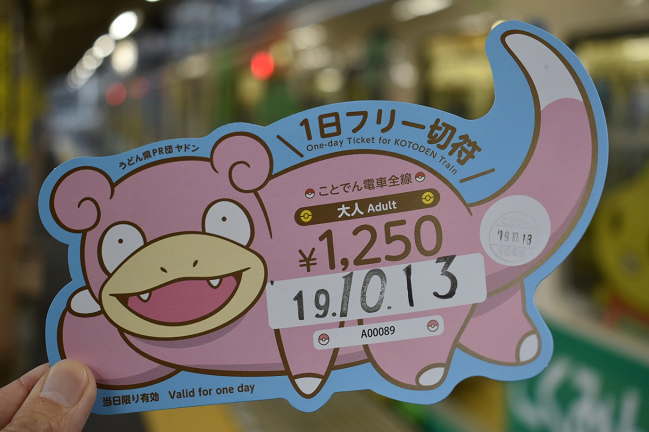 うどん県PR団 ヤドン
1日フリー切符
One-day Ticket for KOTODEN Train
ことでん電車全線
大人 Adult
¥1,250
19.10.13
'19.10.13
A00089
当日限り有効 Valid for one day